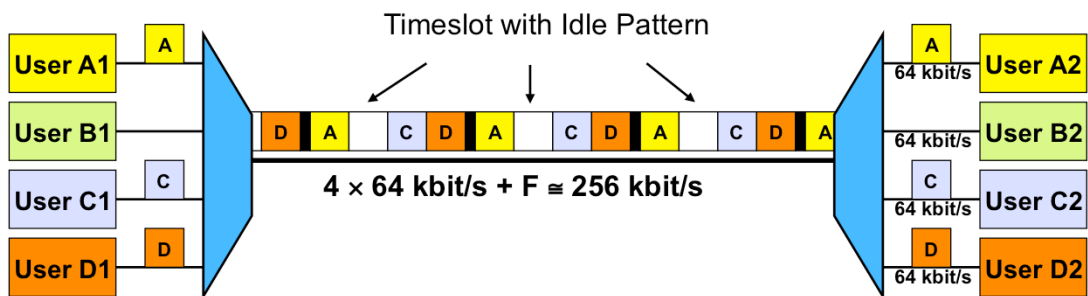 Timeslot with Idle Pattern
User A1
A
User B1
User C1
C
User D1
D
D A C D A C D A C D A
4 × 64 kbit/s + F ≅ 256 kbit/s
A
64 kbit/s
User A2
64 kbit/s
User B2
C
64 kbit/s
User C2
D
64 kbit/s
User D2